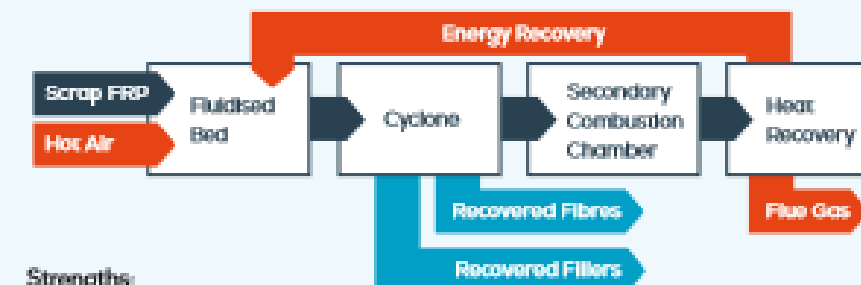 Energy Recovery
Scrap FRP
Hot Air
Fluidised
Bed
Cyclone
Secondary
Combustion
Chamber
Heat
Recovery
Recovered Fibres
Flue Gas
Recovered Fillers
Strengths: